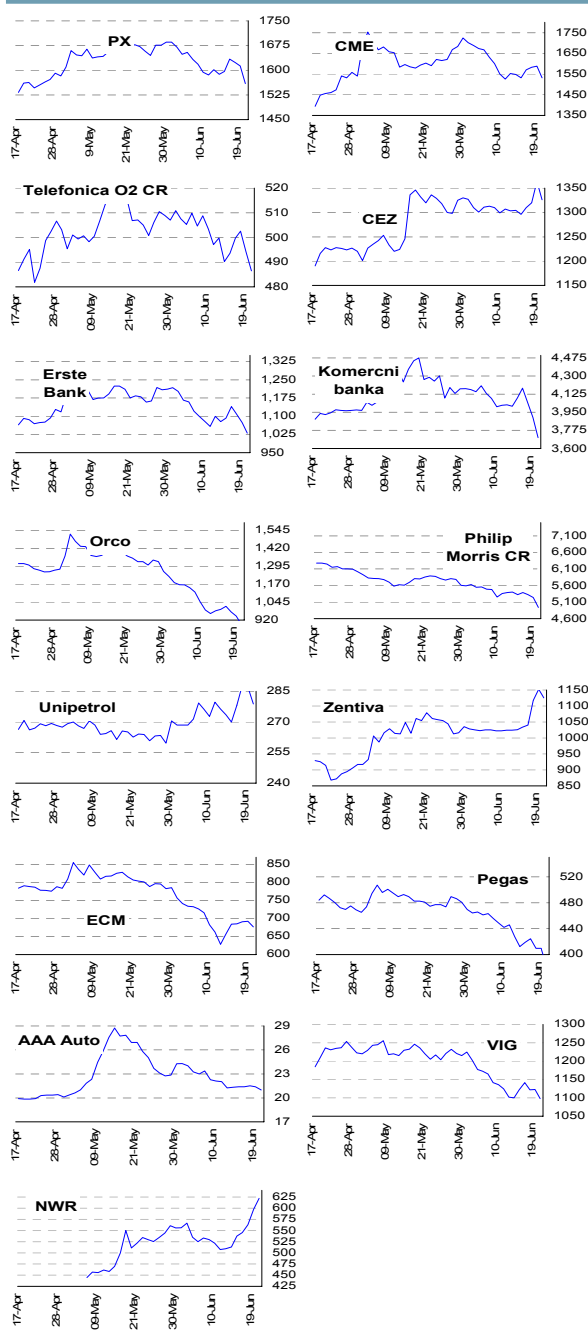 PX
1750
1675
1600
1525
1450
17-Apr
28-Apr
9-May
21-May
30-May
10-Jun
19-Jun
CME
1750
1650
1550
1450
1350
17-Apr
28-Apr
09-May
21-May
30-May
10-Jun
19-Jun
Telefonica O2 CR
520
510
500
490
480
17-Apr
28-Apr
09-May
21-May
30-May
10-Jun
19-Jun
CEZ
1350
1300
1250
1200
1150
17-Apr
28-Apr
09-May
21-May
30-May
10-Jun
19-Jun
Erste
Bank
1,325
1,250
1,175
1,100
1,025
950
17-Apr
28-Apr
09-May
21-May
30-May
10-Jun
19-Jun
Komercni
banka
4,475
4,300
4,125
3,950
3,775
3,600
17-Apr
28-Apr
09-May
21-May
30-May
10-Jun
19-Jun
Orco
1,545
1,420
1,295
1,170
1,045
920
17-Apr
28-Apr
09-May
21-May
30-May
10-Jun
19-Jun
Philip
Morris CR
7,100
6,600
6,100
5,600
5,100
4,600
17-Apr
28-Apr
09-May
21-May
30-May
10-Jun
19-Jun
Unipetrol
285
270
255
240
17-Apr
28-Apr
09-May
21-May
30-May
10-Jun
19-Jun
Zentiva
1150
1100
1050
1000
950
900
850
17-Apr
28-Apr
09-May
21-May
30-May
10-Jun
19-Jun
ECM
850
800
750
700
650
600
17-Apr
28-Apr
09-May
21-May
30-May
10-Jun
19-Jun
Pegas
520
480
440
400
17-Apr
28-Apr
09-May
21-May
30-May
10-Jun
19-Jun
AAA Auto
29
26
23
20
17
17-Apr
28-Apr
09-May
21-May
30-May
10-Jun
19-Jun
VIG
1300
1250
1200
1150
1100
1050
17-Apr
28-Apr
09-May
21-May
30-May
10-Jun
19-Jun
NWR
625
600
575
550
525
500
475
450
425
17-Apr
28-Apr
09-May
21-May
30-May
10-Jun
19-Jun